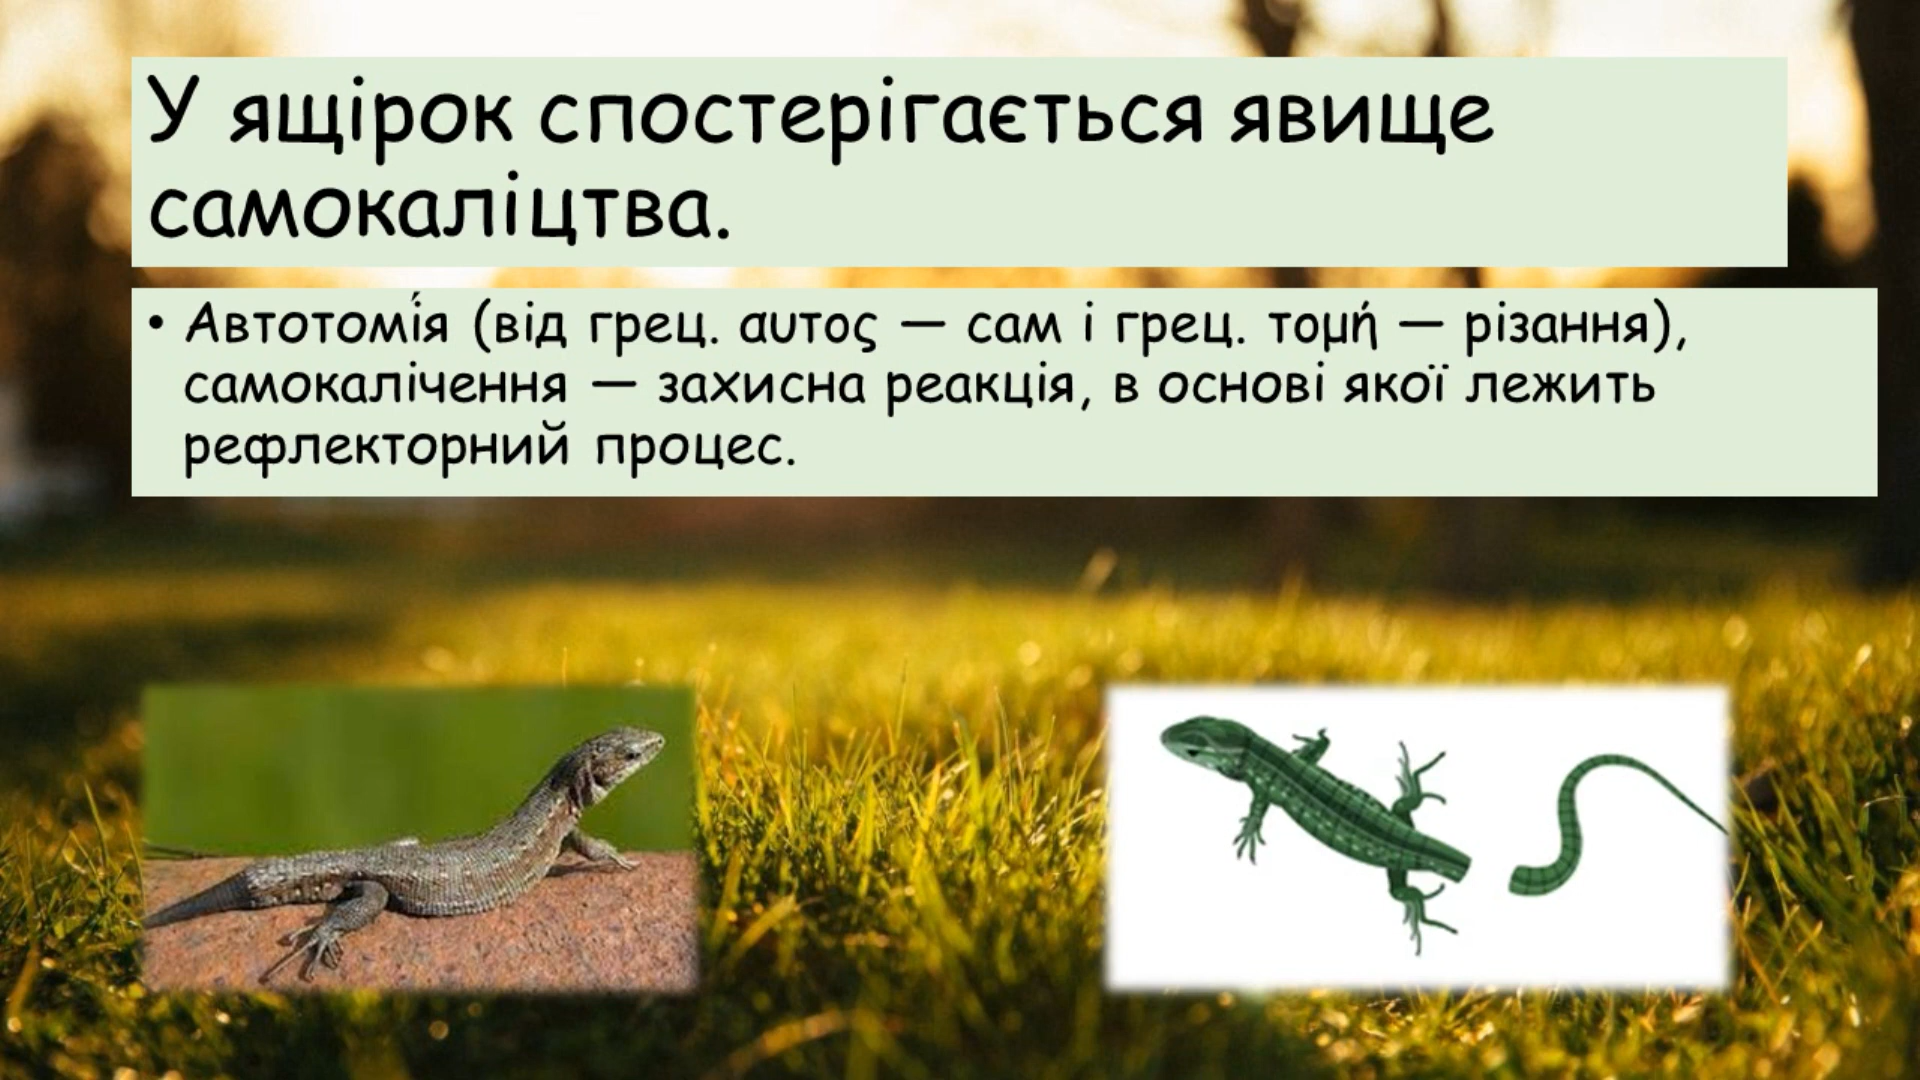 У ящірок спостерігається явище
самокаліцтва.
• Автотомі́я (від грец. αυτος — сам і грец. τομή — різання),
самокалічення — захисна реакція, в основі якої лежить
рефлекторний процес.